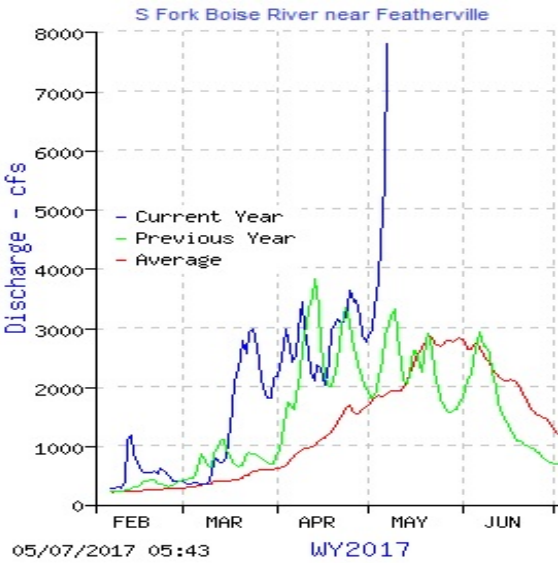 S Fork Boise River near Featherville
8000
7000
6000
5000
4000
3000
2000
1000
0
Discharge - cfs
Current Year
Previous Year
Average
FEB MAR APR MAY JUN
05/07/2017 05:43 WY2017